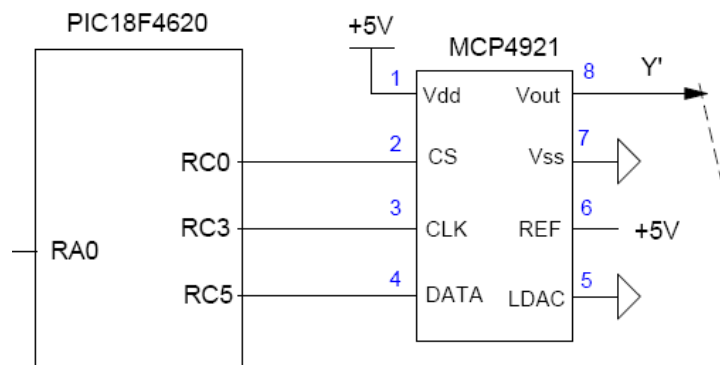 PIC18F4620
+5V
MCP4921
1
Vdd
Vout
8
Y'
RC0
2
CS
Vss
7
RA0
RC3
3
CLK
REF
6
+5V
RC5
4
DATA
LDAC
5